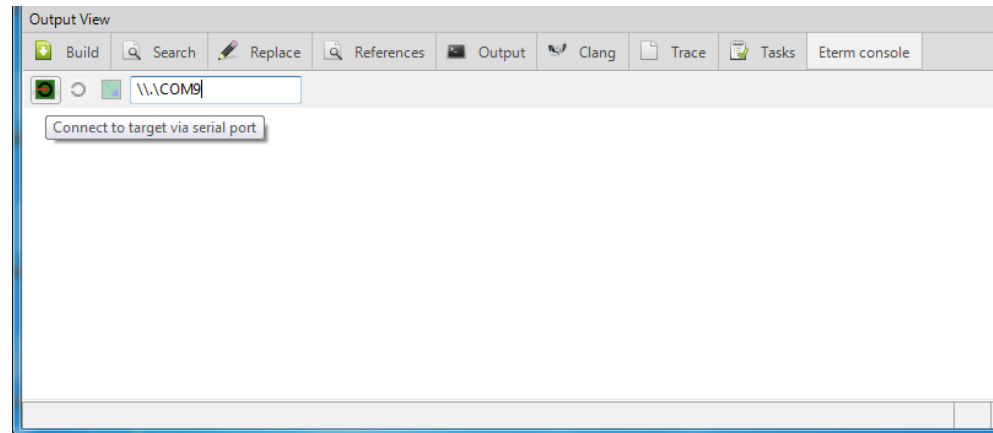 Output View
Build Search Replace References Output Clang Trace Tasks Eterm console
\\.\COM9
Connect to target via serial port